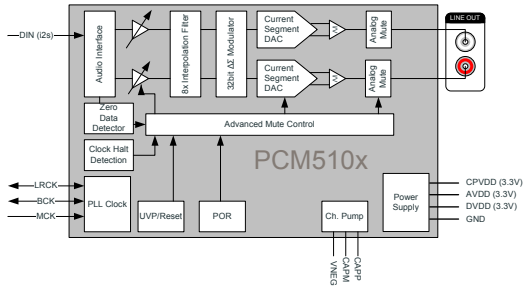 DIN (i2s)
Audio Interface
8x Interpolation Filter
32bit ΔΣ Modulator
Current
Segment
DAC
Analog
Mute
LINE OUT
Current
Segment
DAC
Analog
Mute
Zero
Data
Detector
Advanced Mute Control
Clock Halt
Detection
PCM510x
LRCK
BCK
MCK
PLL Clock
UVP/Reset
POR
Ch. Pump
Power
Supply
CPVDD (3.3V)
AVDD (3.3V)
DVDD (3.3V)
GND
VNEG
CAPM
CAPP